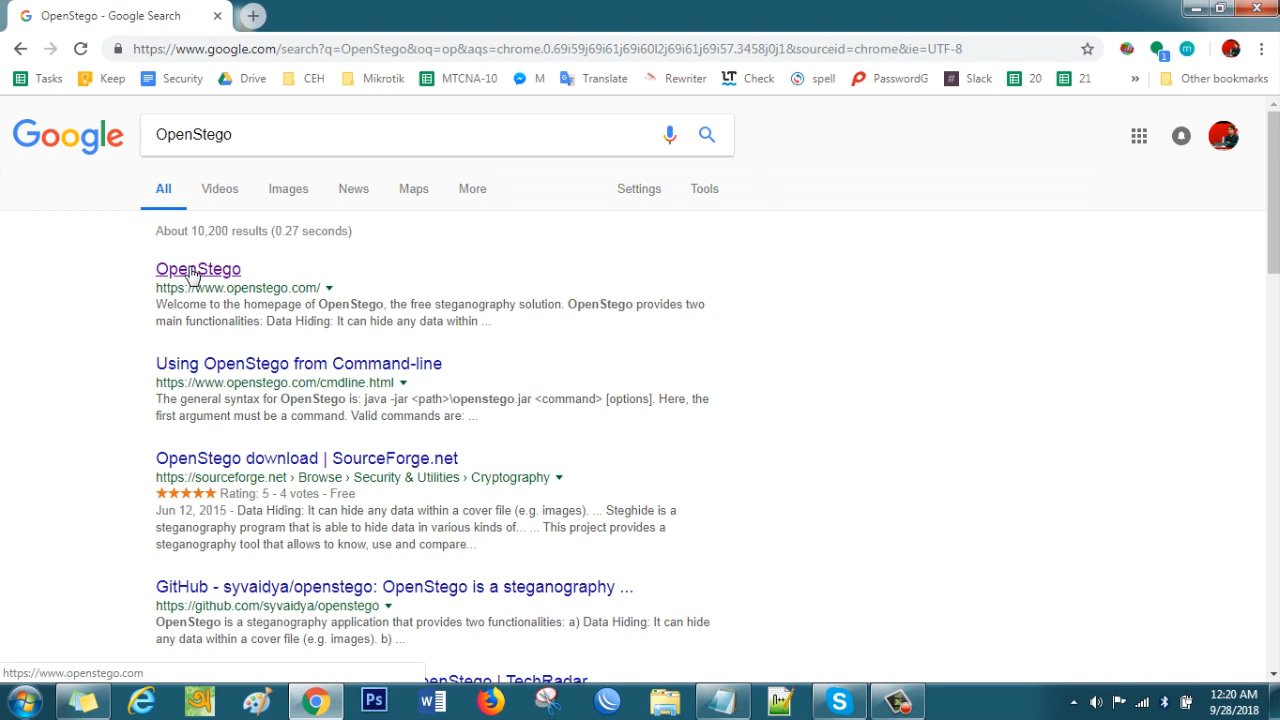 OpenStego - Google Search
https://www.google.com/search?q=OpenStego&oq=op&aqs=chrome.0.69i59j69i61j69i60l2j69i61j69i57.3458j0j1&sourceid=chrome&ie=UTF-8
1
Tasks Keep Security Drive CEH Mikrotik MTCNA-10 M Translate Rewriter LT Check spell PasswordG Slack 20 21 » Other bookmarks
Google
OpenStego
All Videos Images News Maps More Settings Tools
About 10,200 results (0.27 seconds)
OpenStego
https://www.openstego.com/
Welcome to the homepage of OpenStego, the free steganography solution. OpenStego provides two
main functionalities: Data Hiding: It can hide any data within ...
Using OpenStego from Command-line
https://www.openstego.com/cmdline.html
The general syntax for OpenStego is: java -jar <path>\openstego.jar <command> [options]. Here, the
first argument must be a command. Valid commands are: ...
OpenStego download | SourceForge.net
https://sourceforge.net › Browse › Security & Utilities › Cryptography
★★★★★ Rating: 5 - 4 votes - Free
Jun 12, 2015 - Data Hiding: It can hide any data within a cover file (e.g. images). ... Steghide is a
steganography program that is able to hide data in various kinds of... ... This project provides a
steganography tool that allows to know, use and compare...
GitHub - syvaidya/openstego: OpenStego is a steganography ...
https://github.com/syvaidya/openstego
OpenStego is a steganography application that provides two functionalities: a) Data Hiding: It can hide
any data within a cover file (e.g. images). b) ...
https://www.openstego.com
TechRadar
Ps
12:20 AM
9/28/2018